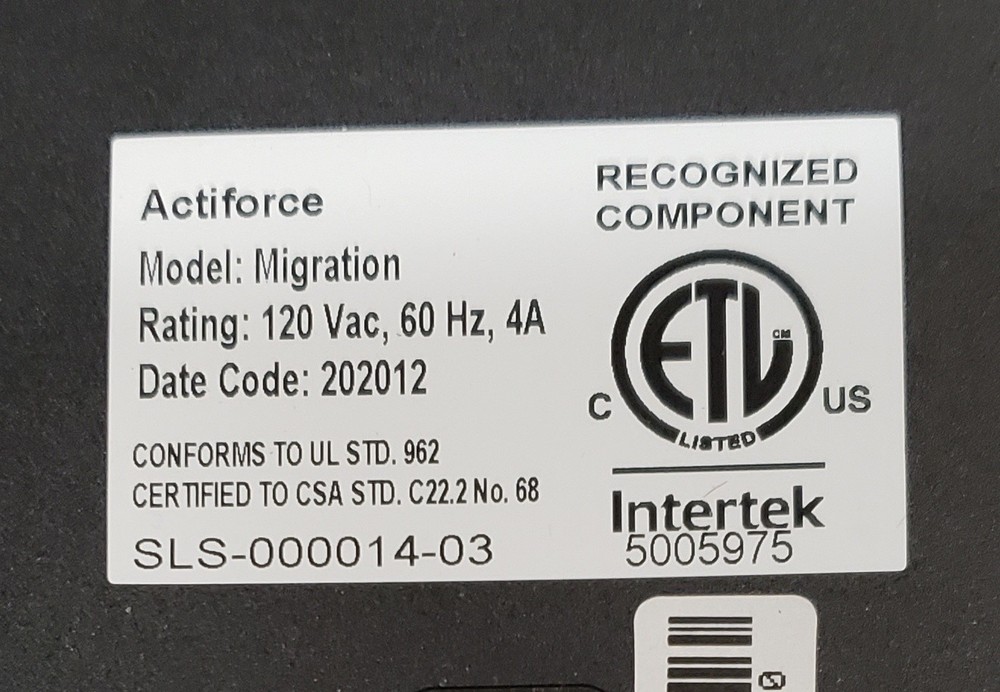 Actiforce
Model: Migration
Rating: 120 Vac, 60 Hz, 4A
Date Code: 202012
CONFORMS TO UL STD. 962
CERTIFIED TO CSA STD. C22.2 No. 68
SLS-000014-03
RECOGNIZED
COMPONENT
ETL CM
C US
LISTED
Intertek
5005975